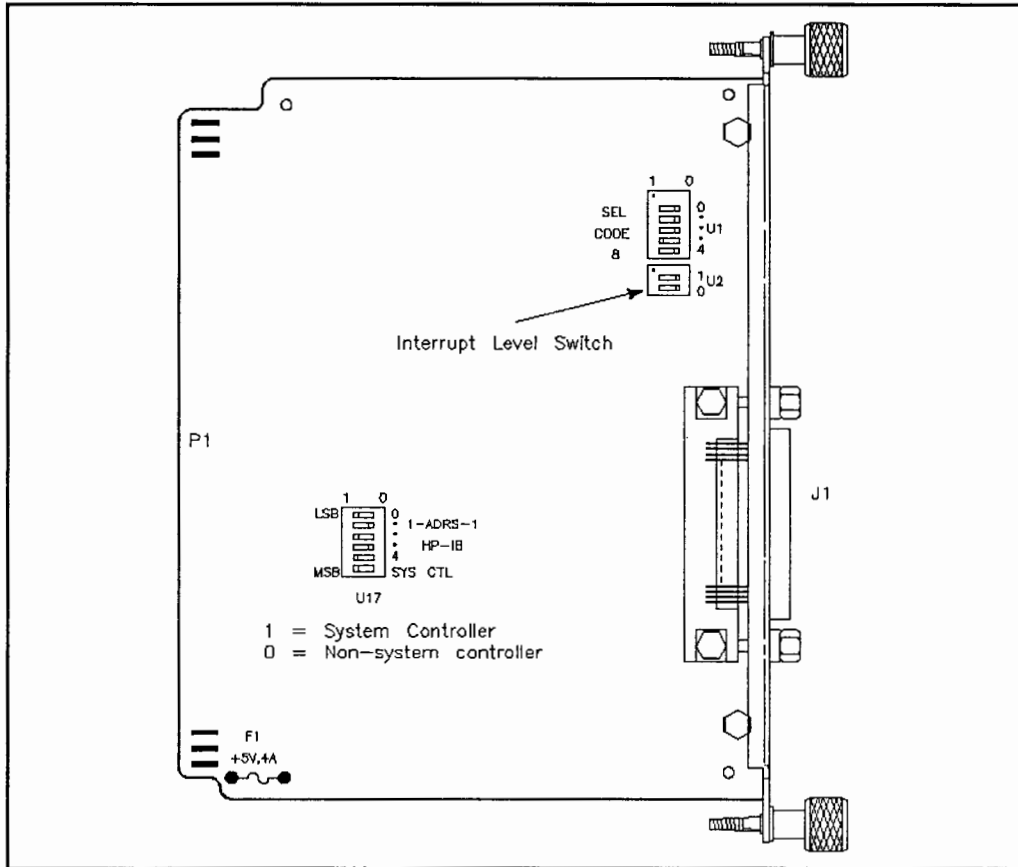 1 0
SEL
CODE
8
0
U1
4
1
0
U2
Interrupt Level Switch
P1
J1
1 0
LSB
0
1-ADRS-1
HP-IB
4
MSB
SYS CTL
U17
1 = System Controller
0 = Non-system controller
F1
+5V,4A